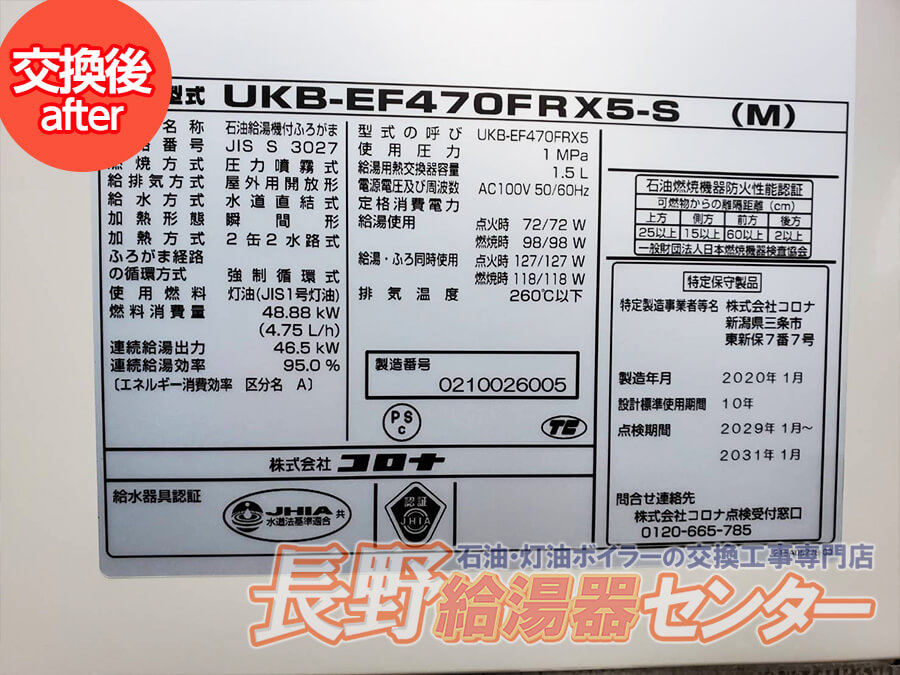 交換後
after
型式 UKB-EF470FRX5-S (M)
名称 石油給湯機付ふろがま
番号 JIS S 3027
燃焼方式 圧力噴霧式
給排気方式 屋外用開放形
給水方式 水道直結式
加熱形態 瞬間形
加熱方式 2缶2水路式
ふろがま経路
の循環方式 強制循環式
使用燃料 灯油(JIS1号灯油)
燃料消費量 48.88 kW
(4.75 L/h)
連続給湯出力 46.5 kW
連続給湯効率 95.0 %
〔エネルギー消費効率 区分名 A〕
型式の呼び UKB-EF470FRX5
使用圧力 1 MPa
給湯用熱交換器容量 1.5 L
電源電圧及び周波数 AC100V 50/60Hz
定格消費電力
給湯使用 点火時 72/72 W
燃焼時 98/98 W
給湯・ふろ同時使用 点火時 127/127 W
燃焼時 118/118 W
排気温度 260℃以下
製造番号
0210026005
PS
C
株式会社 コロナ
給水器具認証
JHIA 共
水道法基準適合
認証
JHIA
石油燃焼機器防火性能認証
可燃物からの離隔距離(cm)
上方 側方 前方 後方
25以上 15以上 60以上 2以上
一般財団法人日本燃焼機器検査協会
特定保守製品
特定製造事業者等名 株式会社コロナ
新潟県三条市
東新保7番7号
製造年月 2020年 1月
設計標準使用期間 10年
点検期間 2029年 1月～
2031年 1月
問合せ連絡先
株式会社コロナ点検受付窓口
0120-665-785
石油・灯油ボイラーの交換工事専門店
長野給湯器センター